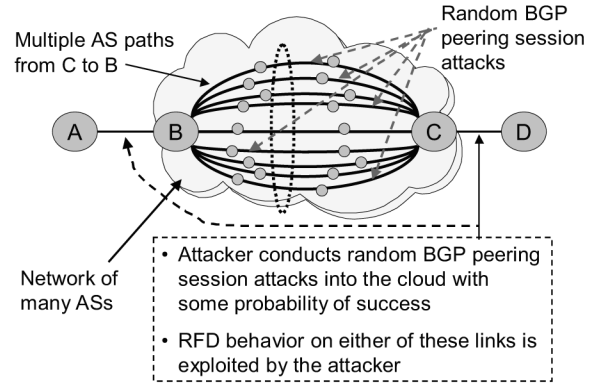 Random BGP
peering session
attacks
Multiple AS paths
from C to B
A
B
C
D
Network of
many ASs
• Attacker conducts random BGP peering
session attacks into the cloud with
some probability of success
• RFD behavior on either of these links is
exploited by the attacker